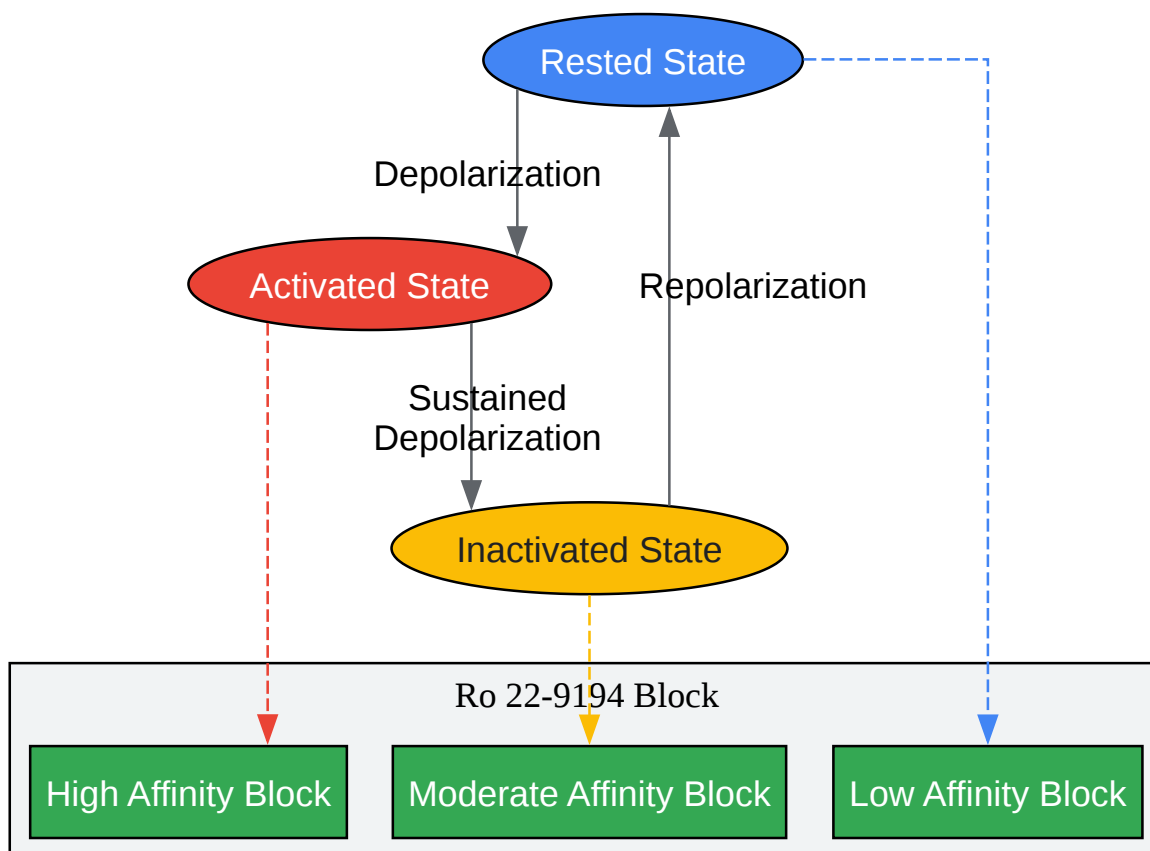 Rested State
Depolarization
Activated State
Repolarization
Sustained
Depolarization
Inactivated State
Ro 22-9194 Block
High Affinity Block
Moderate Affinity Block
Low Affinity Block